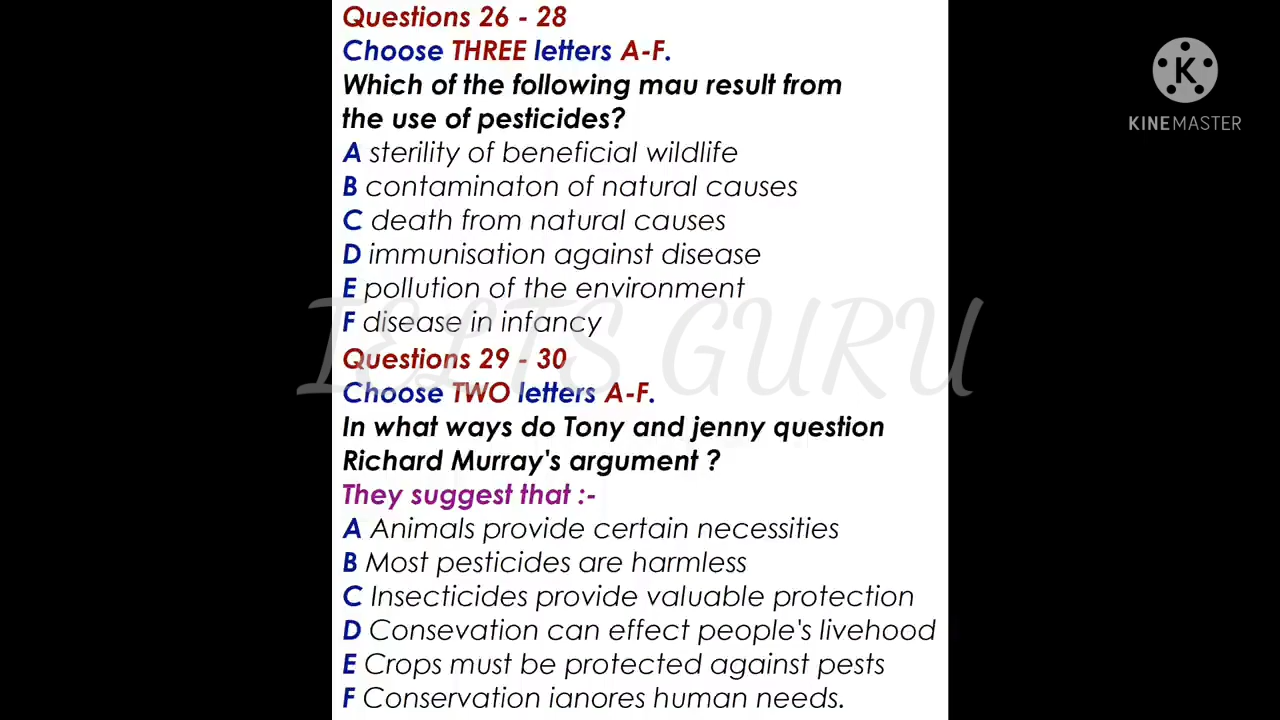 Questions 26 - 28
Choose THREE letters A-F.
Which of the following mau result from
the use of pesticides?
A sterility of beneficial wildlife
B contaminaton of natural causes
C death from natural causes
D immunisation against disease
E pollution of the environment
F disease in infancy
Questions 29 - 30
Choose TWO letters A-F.
In what ways do Tony and jenny question
Richard Murray's argument ?
They suggest that :-
A Animals provide certain necessities
B Most pesticides are harmless
C Insecticides provide valuable protection
D Consevation can effect people's livehood
E Crops must be protected against pests
F Conservation ianores human needs.
IELTS GURU
K
KINEMASTER